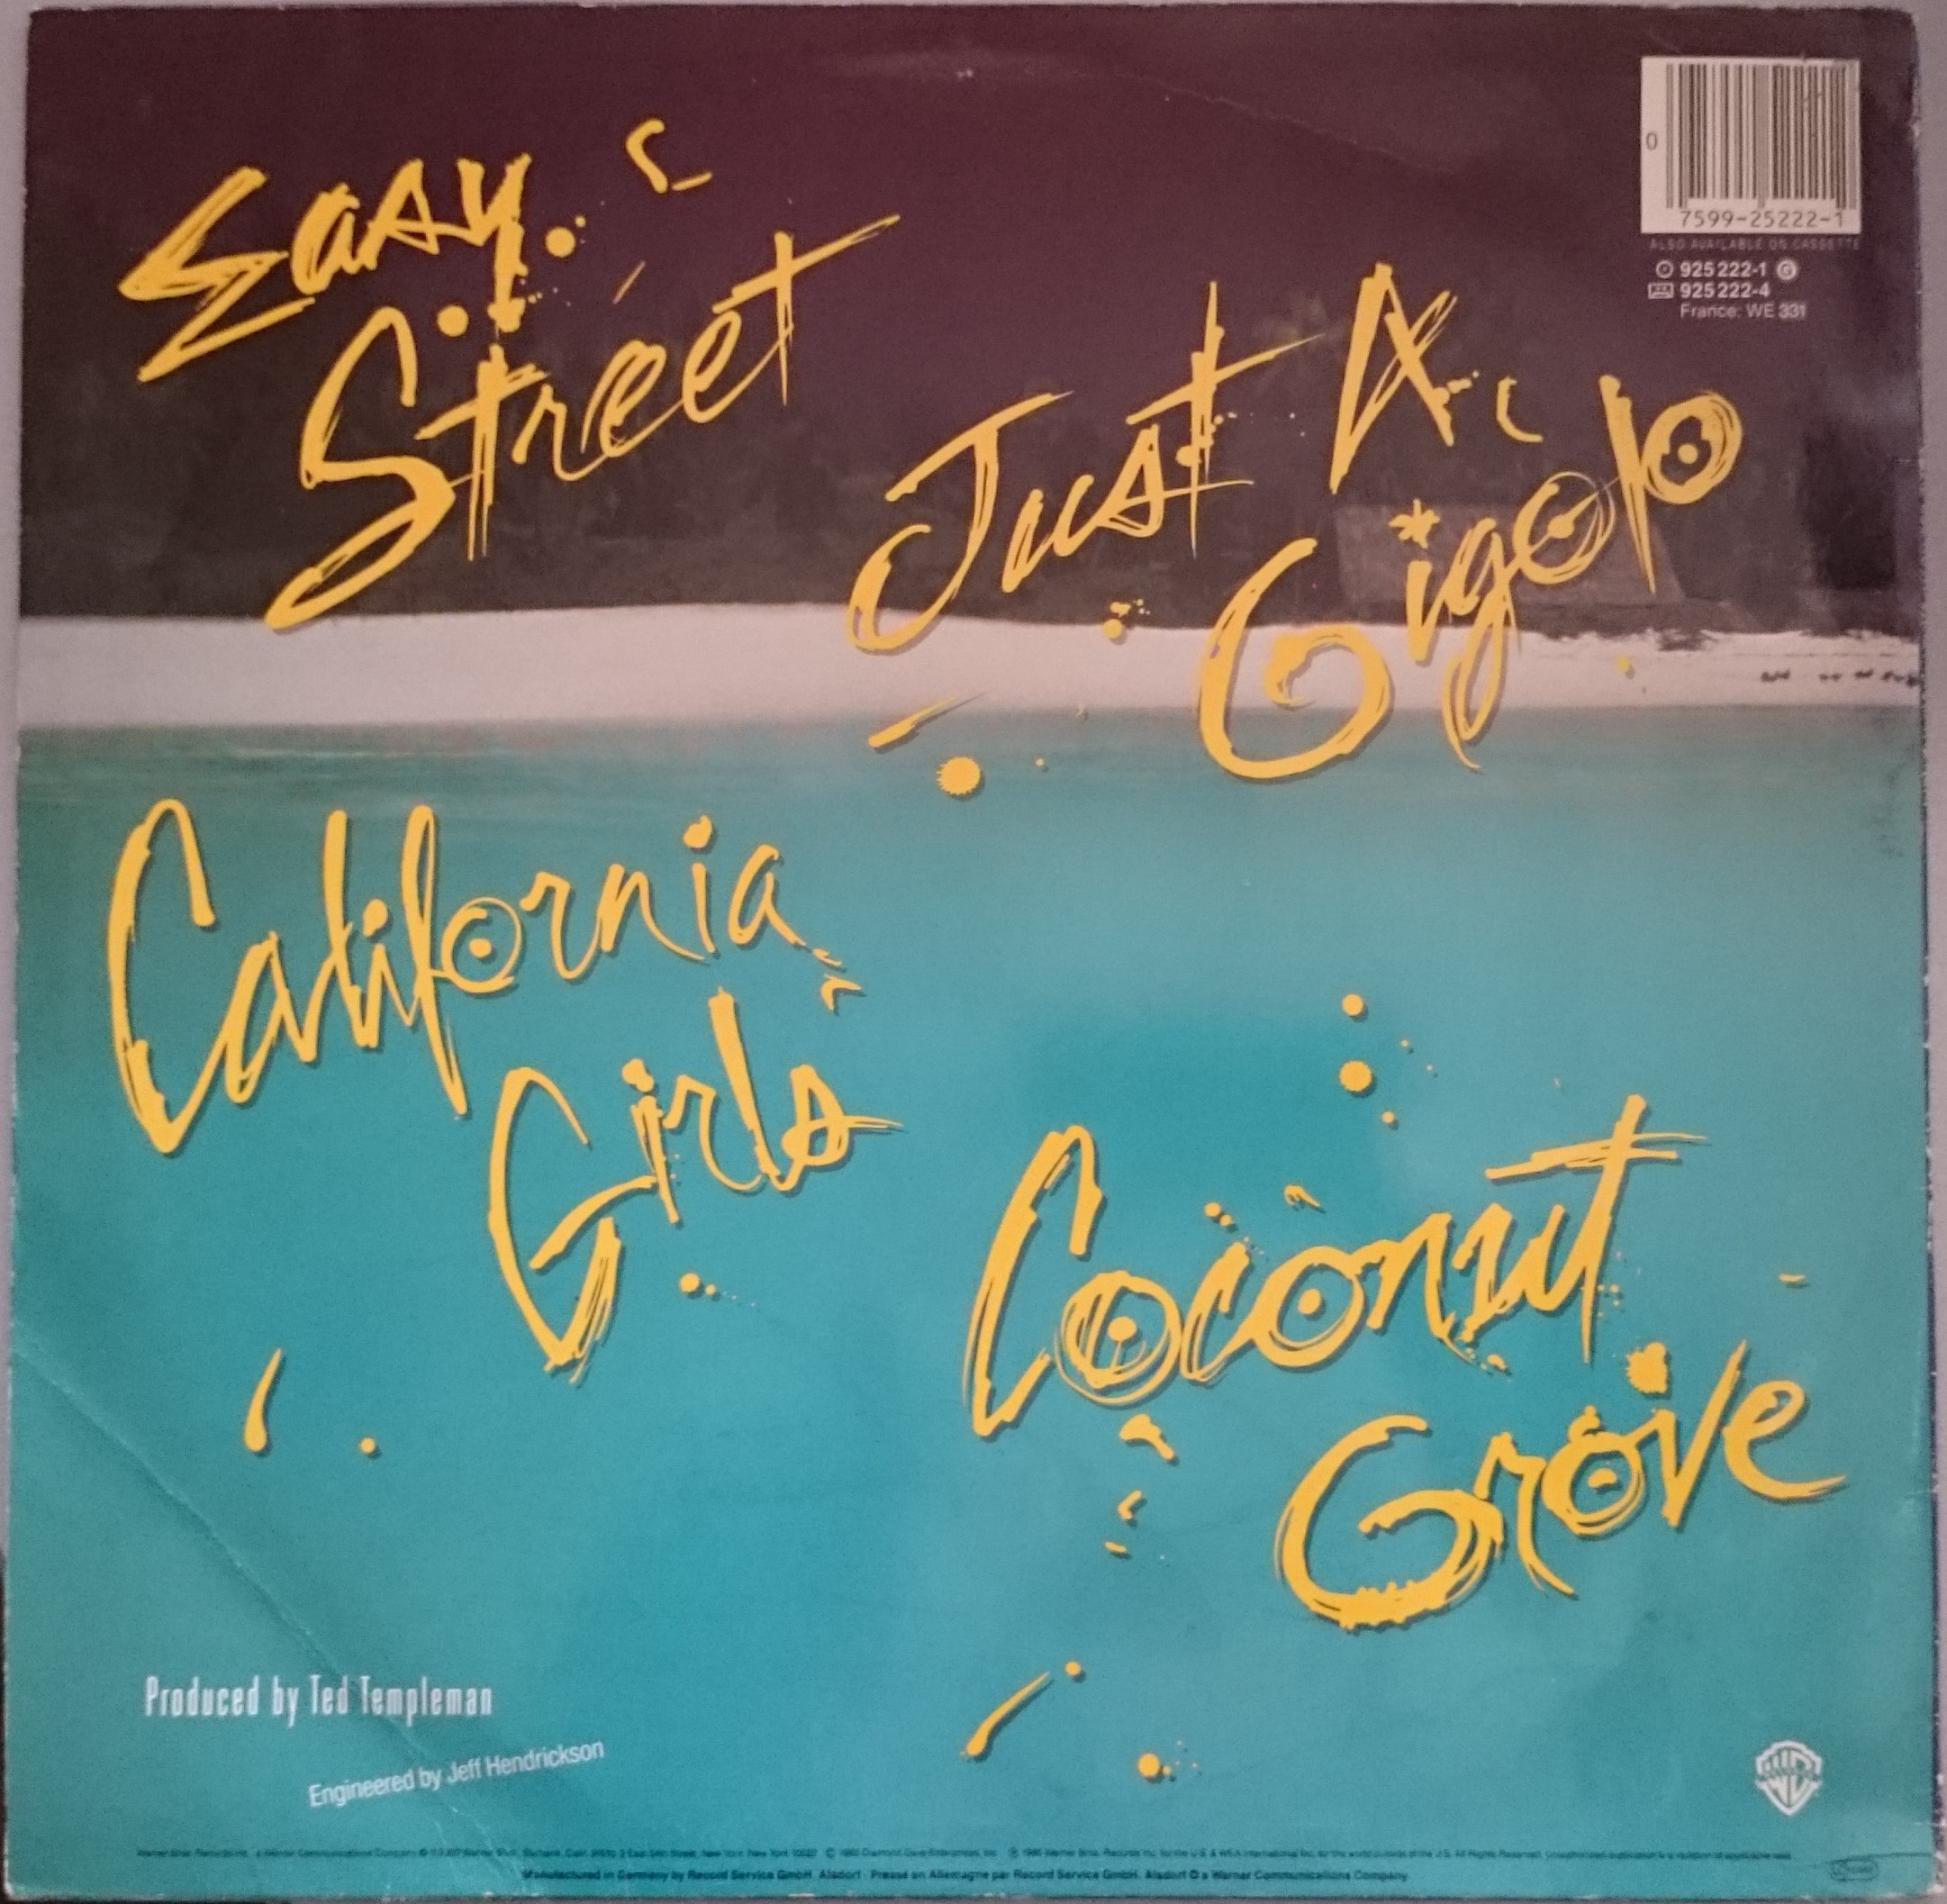 Easy
Street
Just A
Gigolo
California
Girls
Coconut
Grove
0
7599-25222-1
ALSO AVAILABLE ON CASSETTE
925 222-1 G
925 222-4
France: WE 331
Produced by Ted Templeman
Engineered by Jeff Hendrickson
Manufactured in Germany by Record Service GmbH, Alsdorf · Pressé en Allemagne par Record Service GmbH, Alsdorf a Warner Communications Company